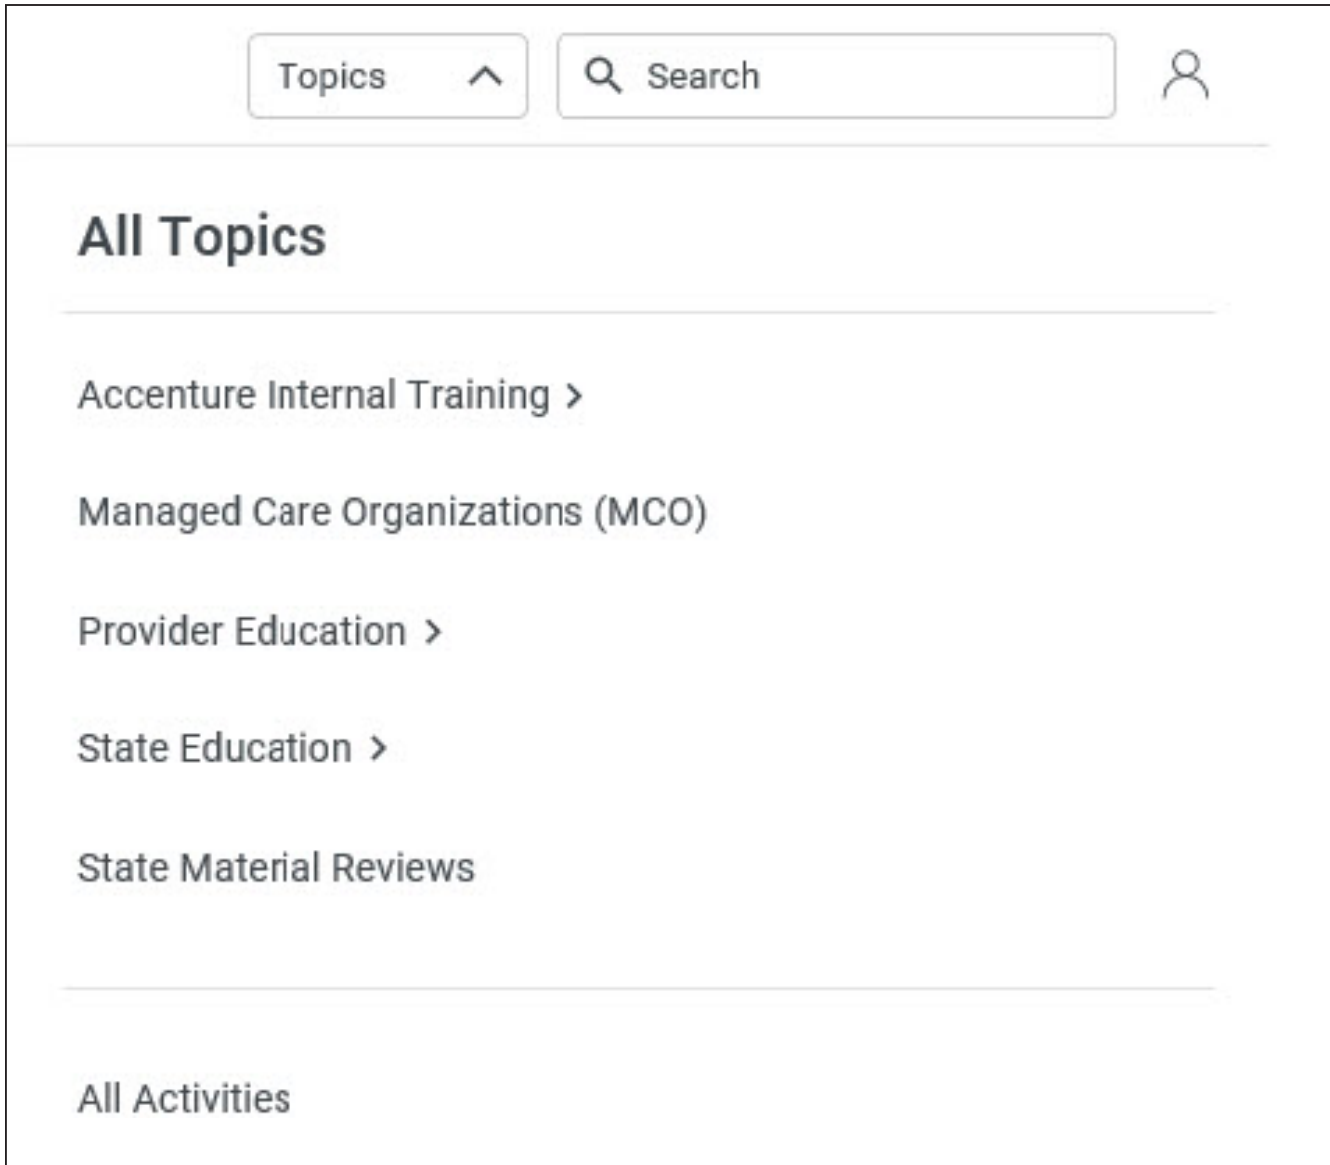 Topics
Search
All Topics
Accenture Internal Training
Managed Care Organizations (MCO)
Provider Education
State Education
State Material Reviews
All Activities